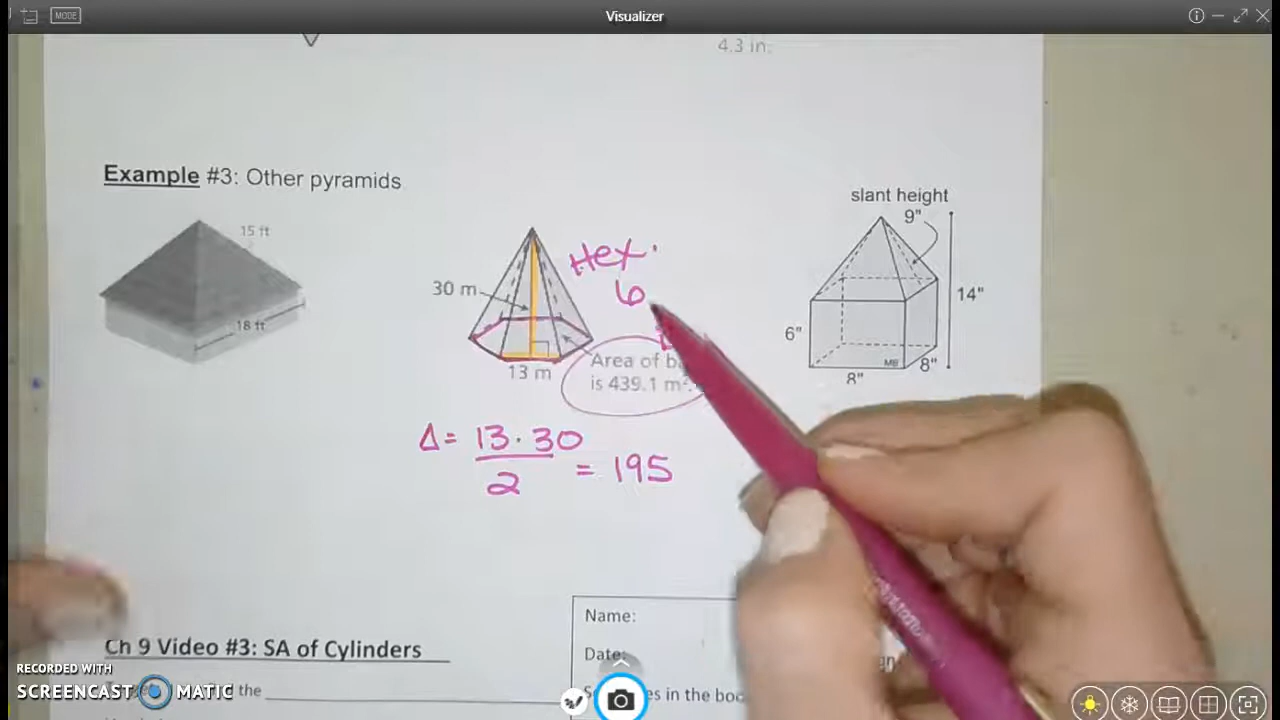 MODE
Visualizer
4.3 in.
Example #3: Other pyramids
15 ft
18 ft
Hex.
6
30 m
13 m
Area of
is 439.1 m².
slant height
9"
14"
6"
8"
8"
Δ = 13 · 30
2
= 195
Name:
Date:
Ch 9 Video #3: SA of Cylinders
the
in the
RECORDED WITH
SCREENCAST MATIC